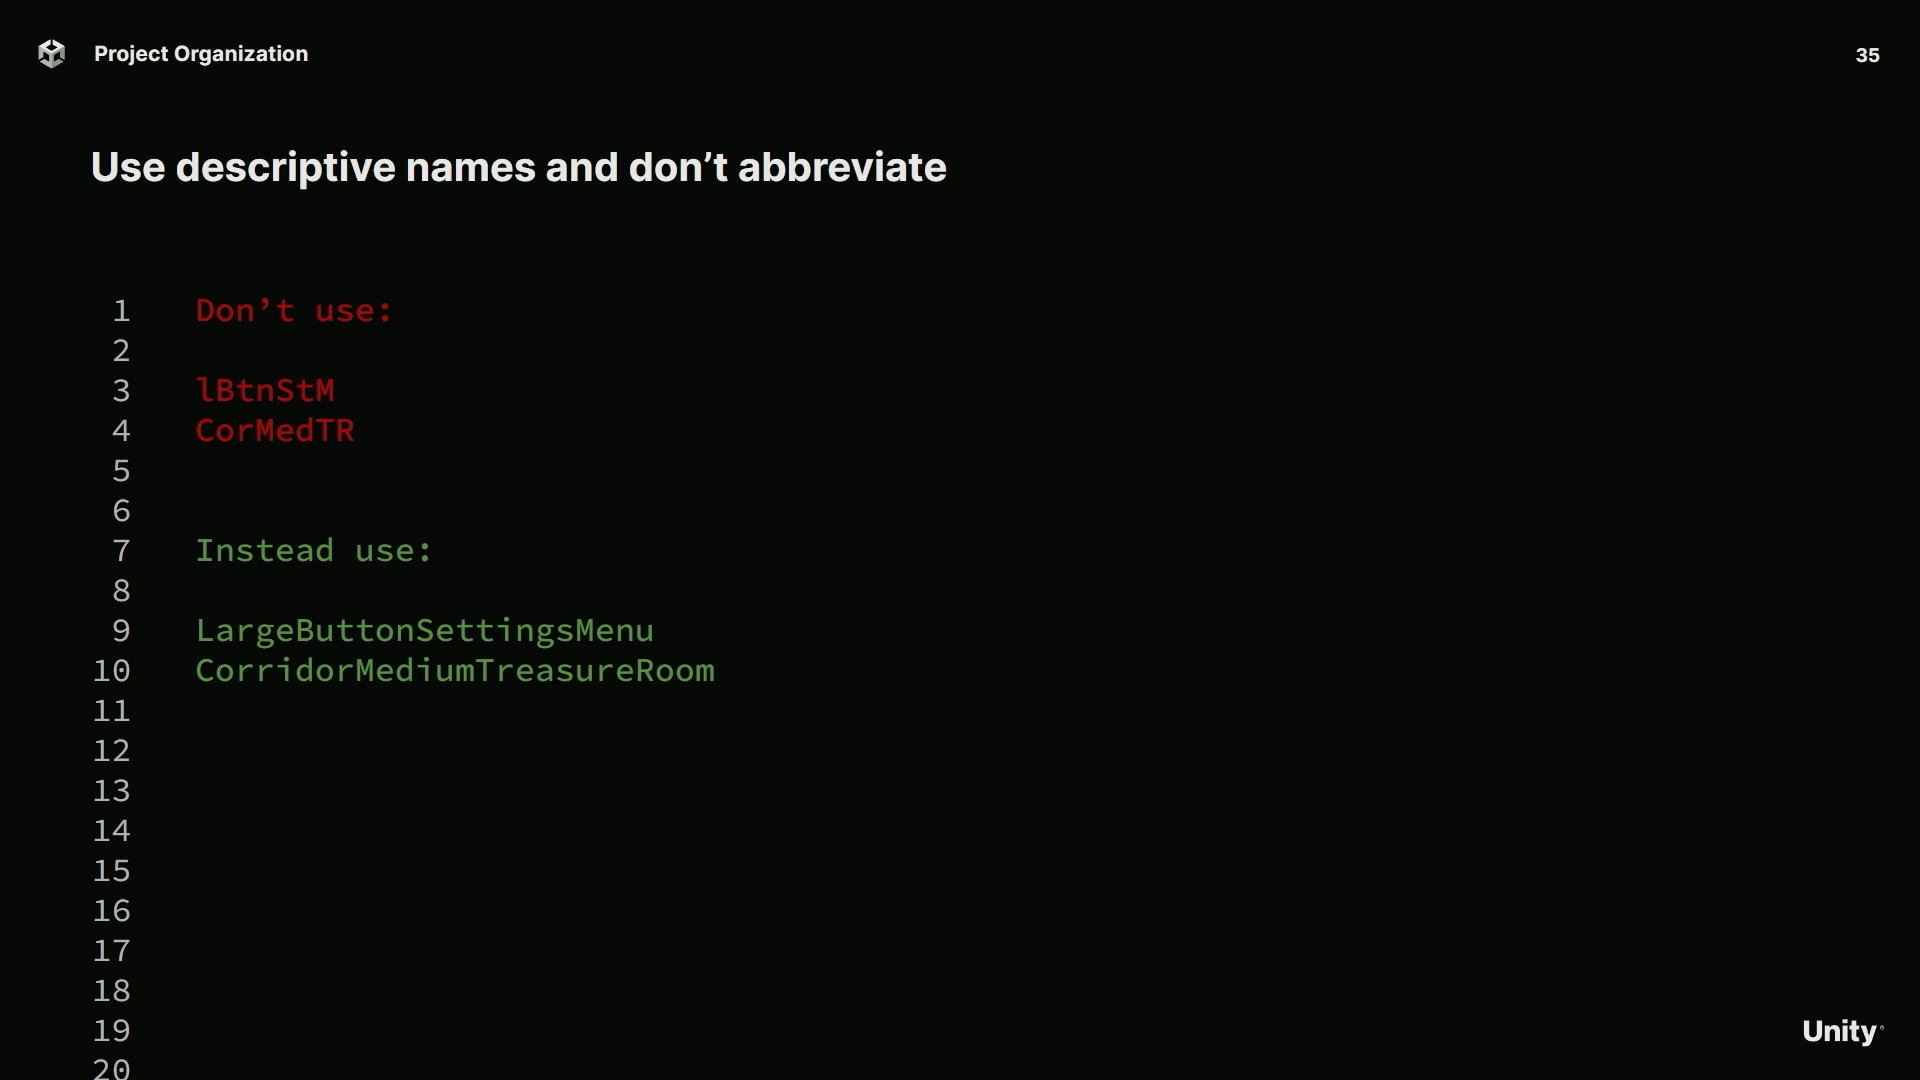 Project Organization
35
Use descriptive names and don’t abbreviate
1 Don’t use:
2
3 lBtnStM
4 CorMedTR
5
6
7 Instead use:
8
9 LargeButtonSettingsMenu
10 CorridorMediumTreasureRoom
11
12
13
14
15
16
17
18
19
20
Unity